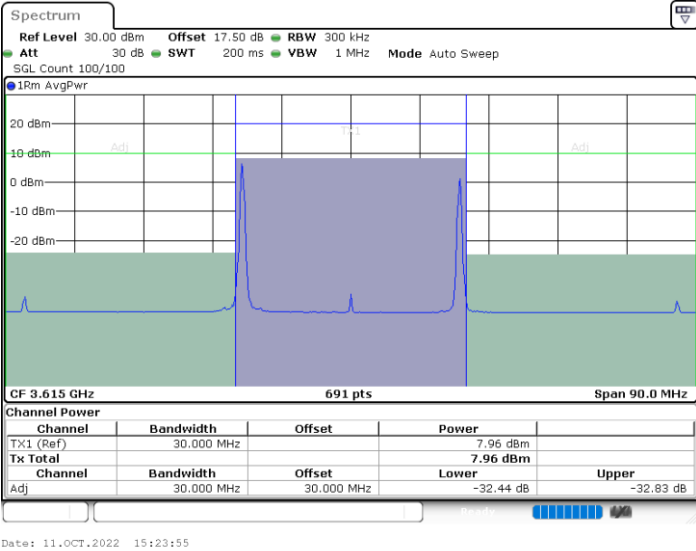 Spectrum
Ref Level 30.00 dBm Offset 17.50 dB RBW 300 kHz
Att 30 dB SWT 200 ms VBW 1 MHz Mode Auto Sweep
SGL Count 100/100
1Rm AvgPwr
20 dBm
TX1
Adj Adj
10 dBm
0 dBm
-10 dBm
-20 dBm
CF 3.615 GHz 691 pts Span 90.0 MHz
Channel Power
Channel Bandwidth Offset Power
TX1 (Ref) 30.000 MHz 7.96 dBm
Tx Total 7.96 dBm
Channel Bandwidth Offset Lower Upper
Adj 30.000 MHz 30.000 MHz -32.44 dB -32.83 dB
Ready
Date: 11.OCT.2022 15:23:55